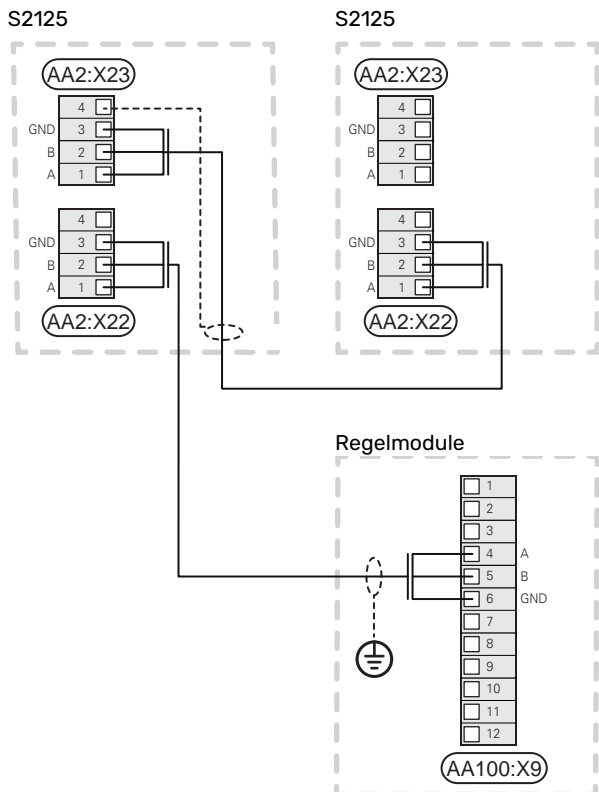 S2125
AA2:X23
4
GND 3
B 2
A 1
4
GND 3
B 2
A 1
AA2:X22
S2125
AA2:X23
4
GND 3
B 2
A 1
4
GND 3
B 2
A 1
AA2:X22
Regelmodule
1
2
3
4 A
5 B
6 GND
7
8
9
10
11
12
AA100:X9